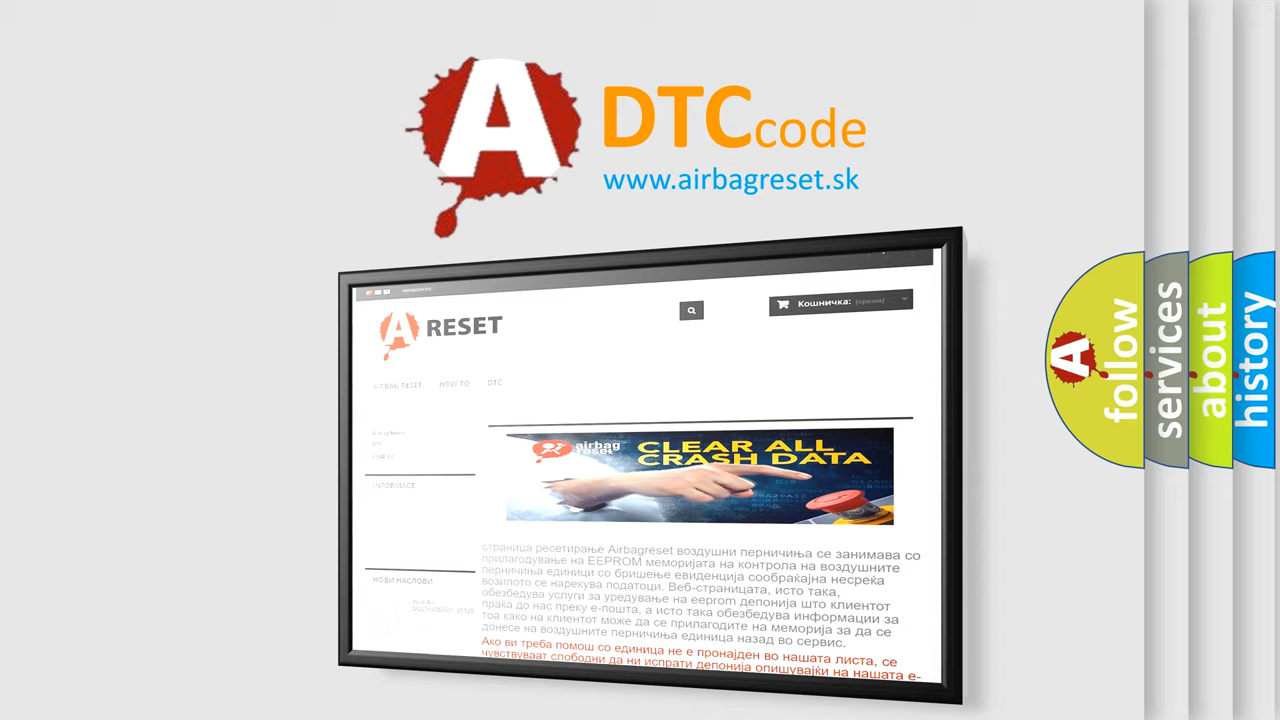 A
DTC code
www.airbagreset.sk
A RESET
Кошничка: (празна)
AIRBAG RESET HOW TO DTC
INFORMACE
airbag
reset
CLEAR ALL
CRASH DATA
страница ресетирање Airbagreset воздушни перничиња се занимава со
прилагодување на EEPROM меморијата на контрола на воздушните
перничиња единици со бришење евиденција сообраќајна несреќа
возилото се нарекува податоци. Веб-страницата, исто така,
обезбедува услуги за уредување на eeprom депонија што клиентот
праќа до нас преку е-пошта, а исто така обезбедува информации за
тоа како на клиентот може да се прилагодите на меморија за да се
донесе на воздушните перничиња единица назад во сервис.
Ако ви треба помош со единица не е пронајден во нашата листа, се
чувствуваат слободни да ни испрати депонија опишувајќи на нашата е-
НОВИ НАСЛОВИ
A
follow
services
about
history